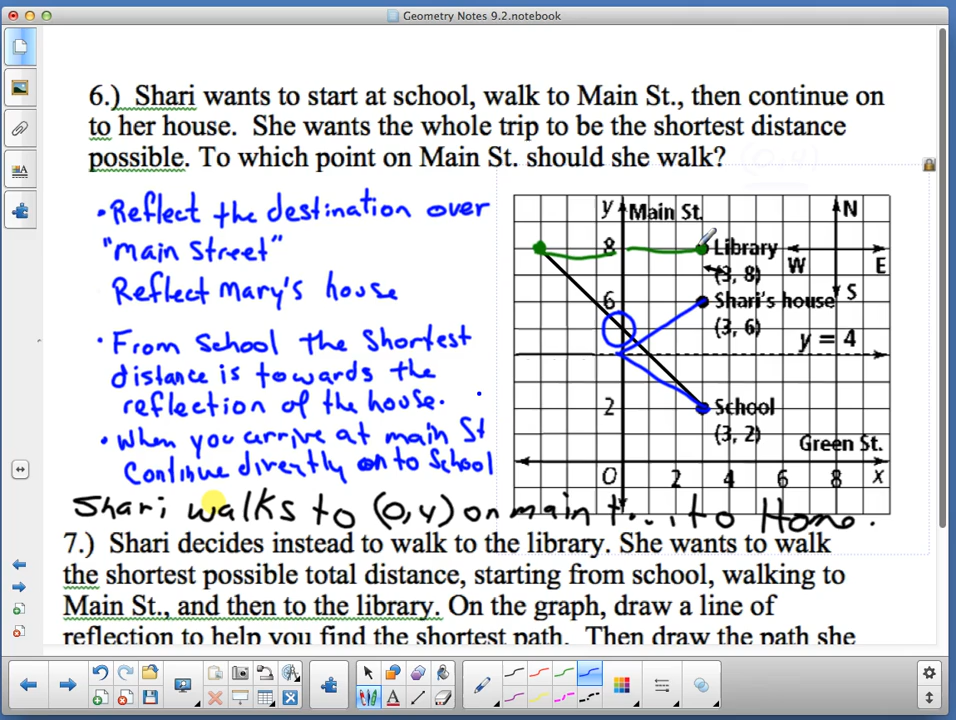 Geometry Notes 9.2.notebook
6.) Shari wants to start at school, walk to Main St., then continue on
to her house. She wants the whole trip to be the shortest distance
possible. To which point on Main St. should she walk?
• Reflect the destination over
"main Street"
Reflect Mary's house
• From School the Shortest
distance is towards the
reflection of the house.
• When you arrive at main St
Continue directly on to School
Shari walks to (0,4) on main to Home.
y Main St. N
8 Library W E
(3, 8)
6 Shari's house S
(3, 6)
y = 4
2 School
(3, 2) Green St.
O 2 4 6 8 x
7.) Shari decides instead to walk to the library. She wants to walk
the shortest possible total distance, starting from school, walking to
Main St., and then to the library. On the graph, draw a line of
reflection to help you find the shortest path. Then draw the path she